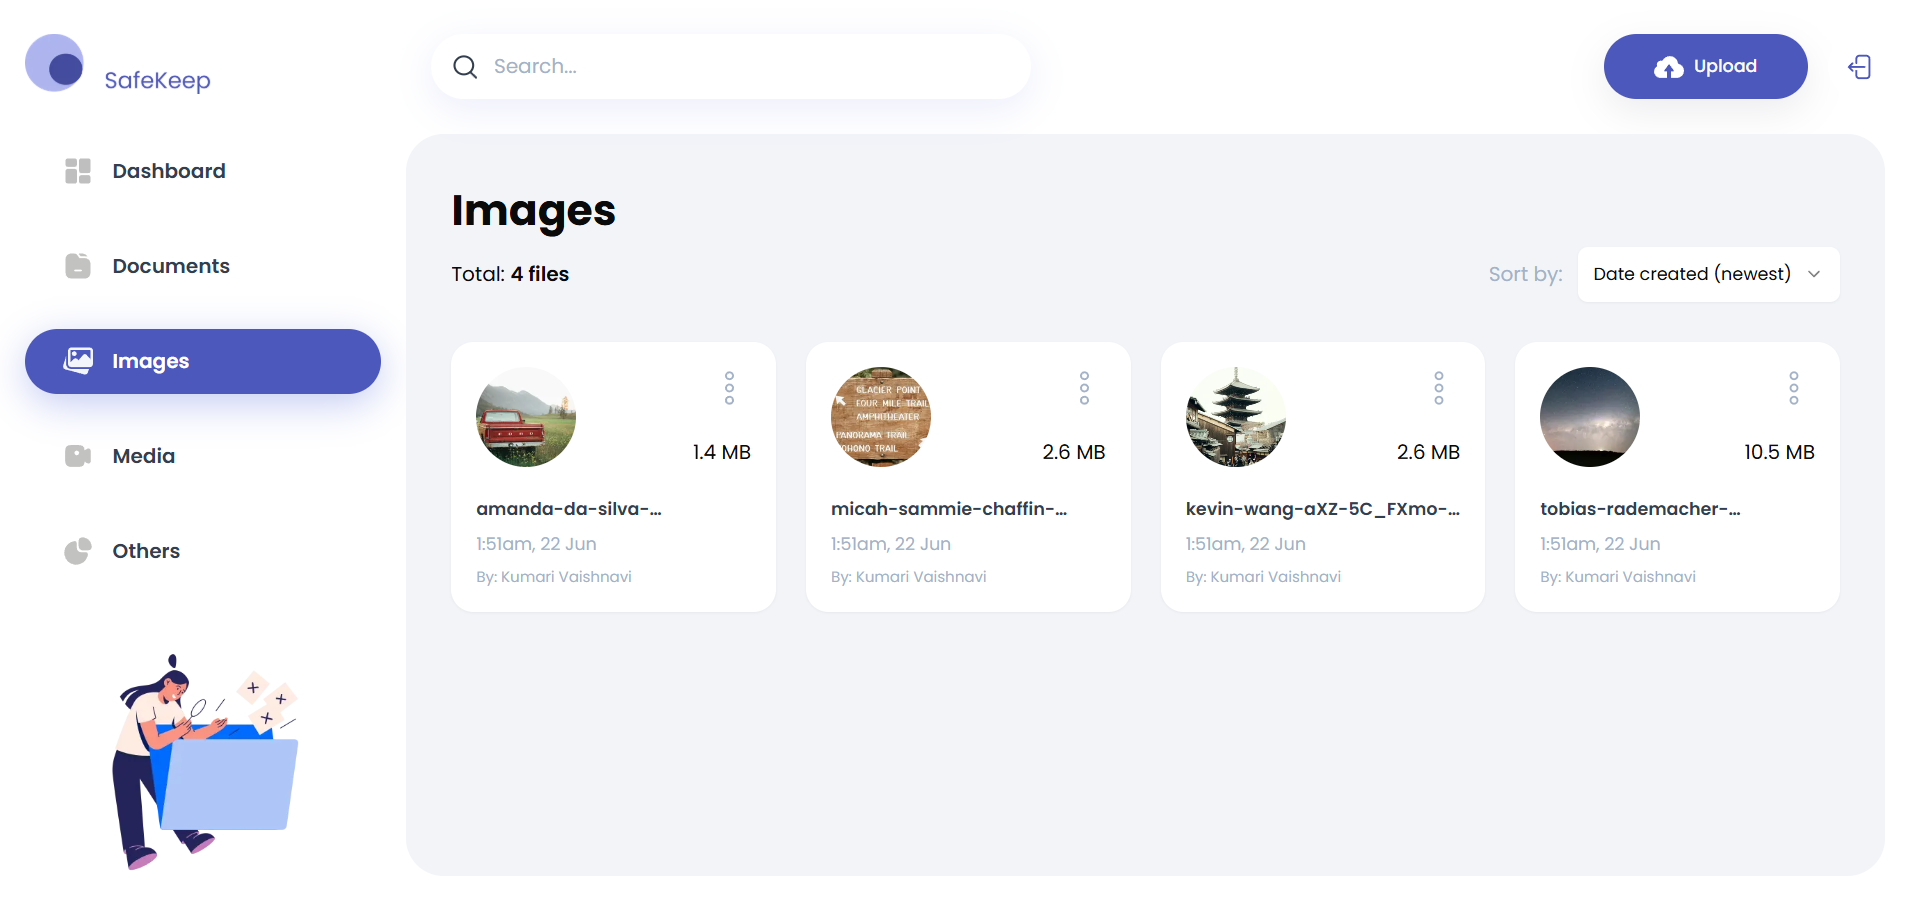 SafeKeep
Search...
Upload
Dashboard
Documents
Images
Media
Others
Images
Total: 4 files
Sort by:
Date created (newest)
1.4 MB
amanda-da-silva-...
1:51am, 22 Jun
By: Kumari Vaishnavi
GLACIER POINT
FOUR MILE TRAIL
AMPHITHEATER
PANORAMA TRAIL
OHONO TRAIL
2.6 MB
micah-sammie-chaffin-...
1:51am, 22 Jun
By: Kumari Vaishnavi
2.6 MB
kevin-wang-aXZ-5C_FXmo-...
1:51am, 22 Jun
By: Kumari Vaishnavi
10.5 MB
tobias-rademacher-...
1:51am, 22 Jun
By: Kumari Vaishnavi